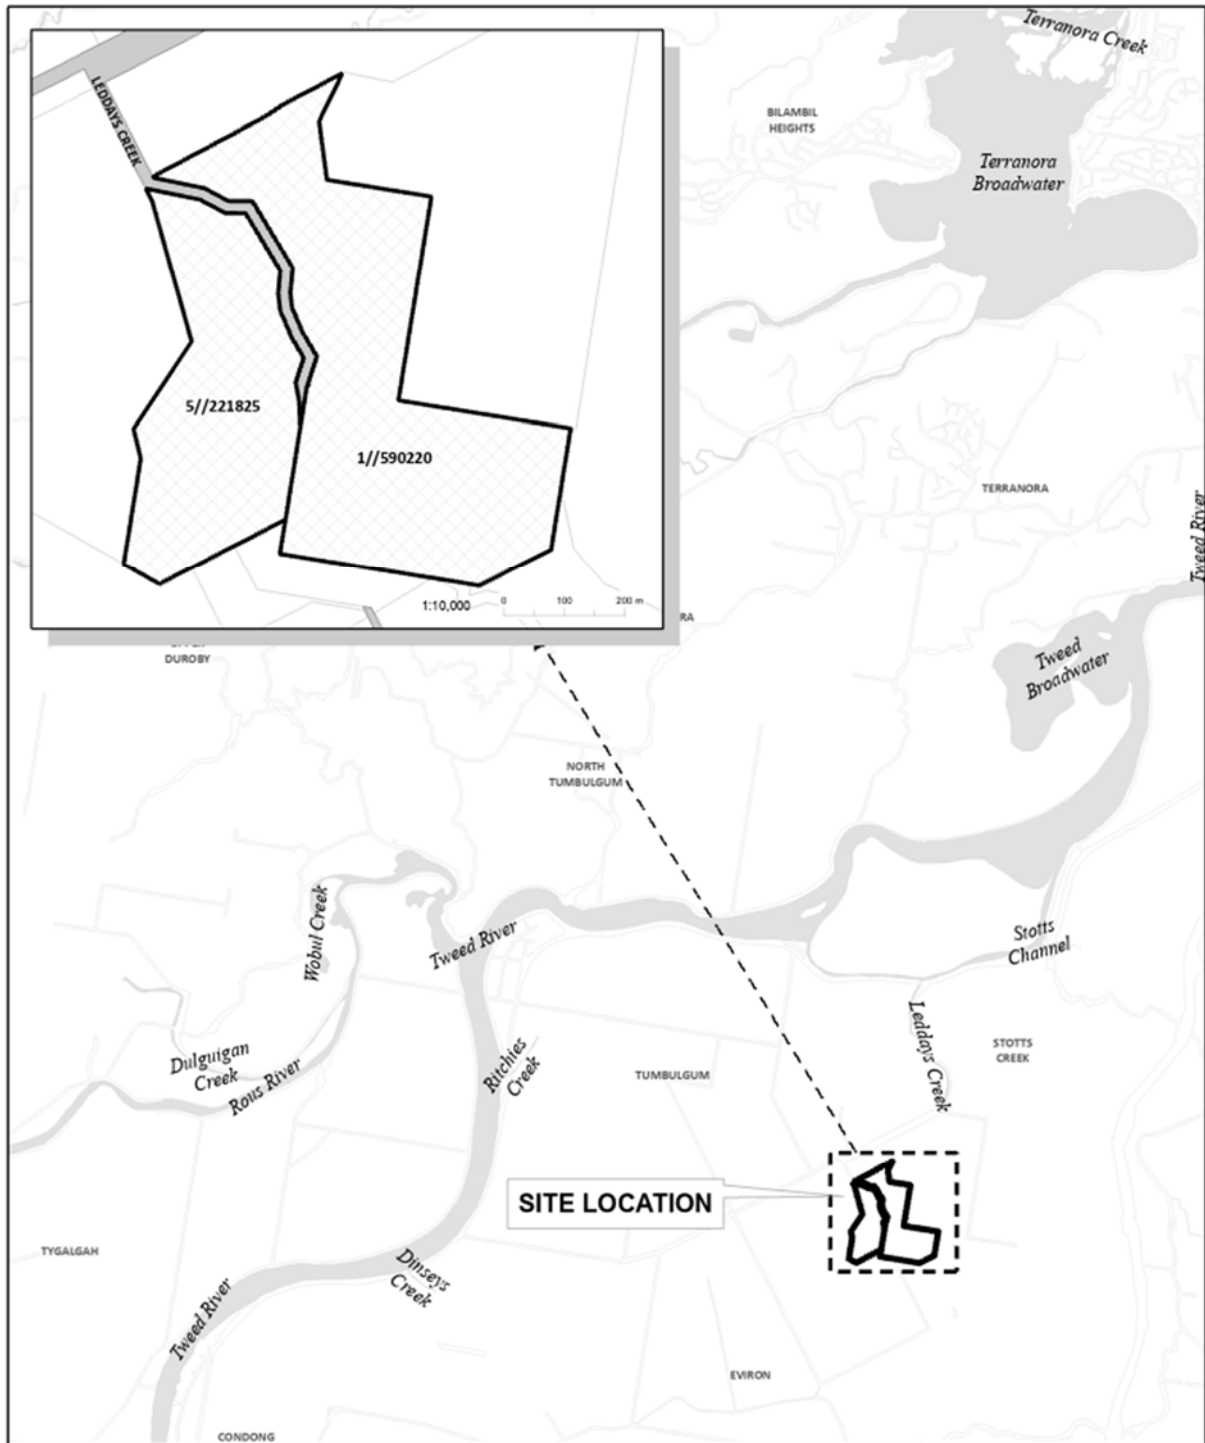 Terranora Creek
BILAMBIL
HEIGHTS
Terranora
Broadwater
LEDDAYS CREEK
5//221825
1//590220
1:10,000
0 100 200 m
TERRANORA
Tweed River
RA
DUROBY
Tweed
Broadwater
NORTH
TUMBULGUM
Wobul Creek
Tweed River
Stotts
Channel
Leddays Creek
STOTTS
CREEK
Dulguigan
Creek
Rous River
Ritchies
Creek
TUMBULGUM
SITE LOCATION
TYGALGAH
Dinseys
Creek
Tweed River
EVIRON
CONDONG